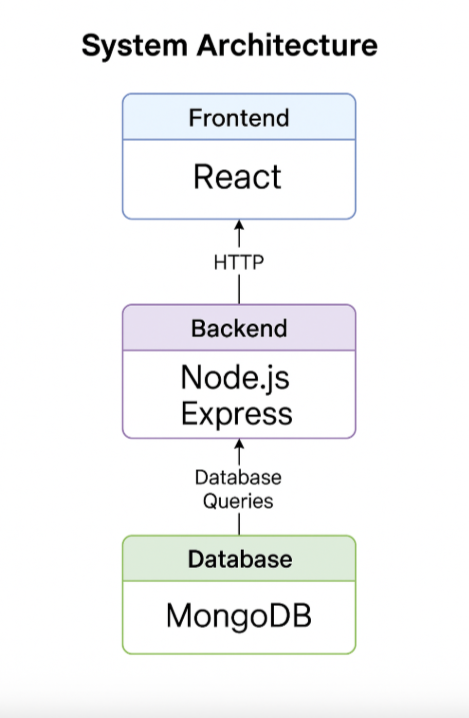 System Architecture
Frontend
React
HTTP
Backend
Node.js
Express
Database
Queries
Database
MongoDB